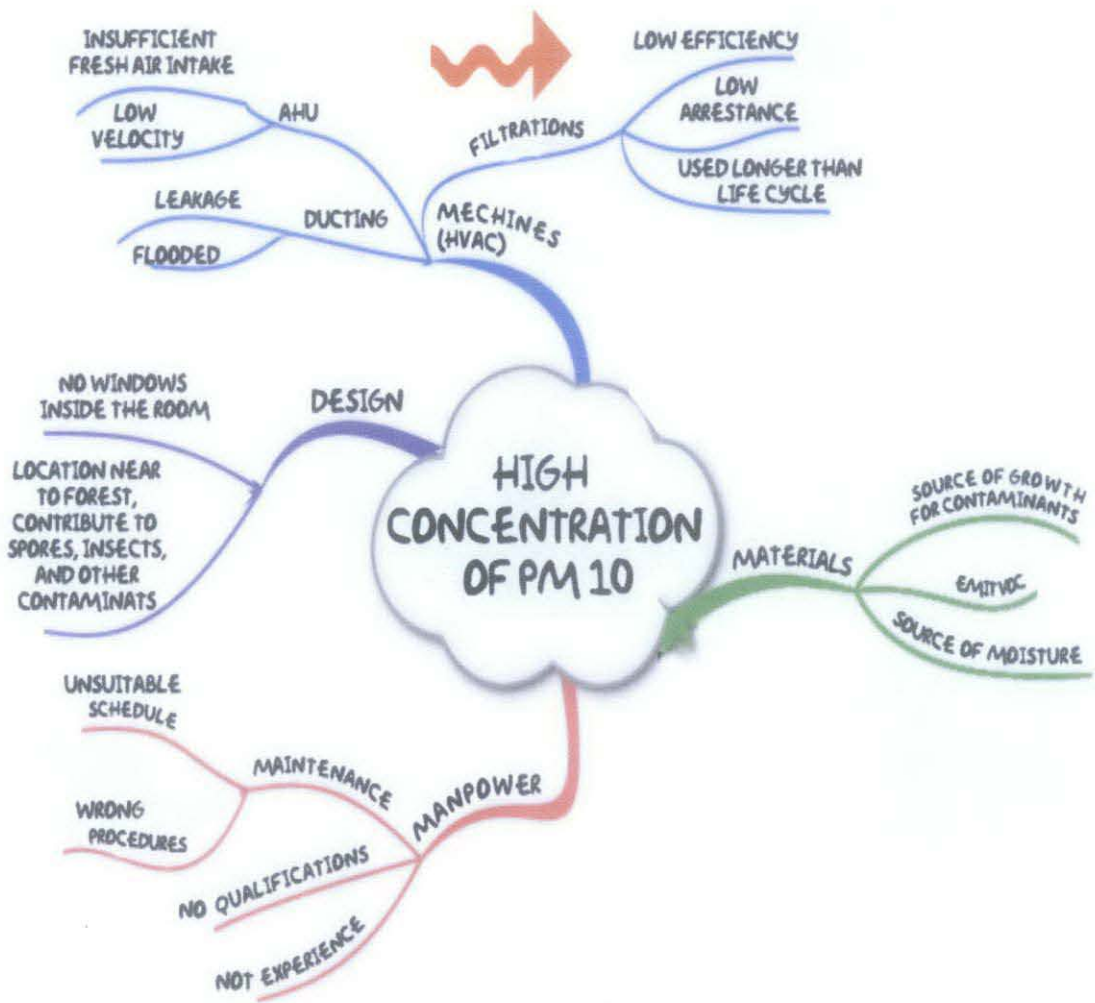 INSUFFICIENT
FRESH AIR INTAKE
LOW
VELOCITY
AHU
LEAKAGE
FLOODED
DUCTING
MECHINES
(HVAC)
FILTRATIONS
LOW EFFICIENCY
LOW
ARRESTANCE
USED LONGER THAN
LIFE CYCLE
NO WINDOWS
INSIDE THE ROOM
DESIGN
LOCATION NEAR
TO FOREST,
CONTRIBUTE TO
SPORES, INSECTS,
AND OTHER
CONTAMINATS
HIGH
CONCENTRATION
OF PM 10
MATERIALS
SOURCE OF GROWTH
FOR CONTAMINANTS
EMIT VOC
SOURCE OF MOISTURE
UNSUITABLE
SCHEDULE
WRONG
PROCEDURES
MAINTENANCE
MANPOWER
NO QUALIFICATIONS
NOT EXPERIENCE